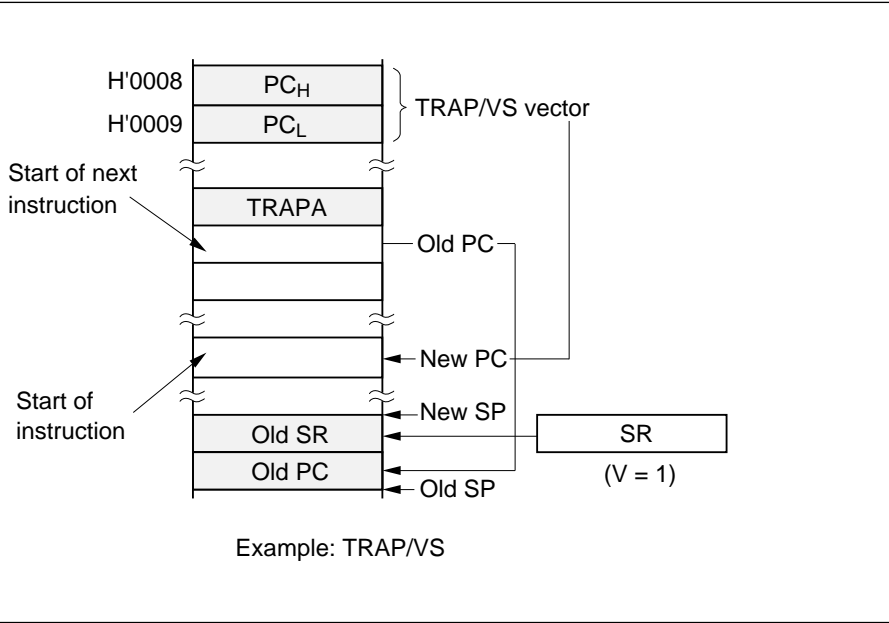 H'0008
PCH
H'0009
PCL
TRAP/VS vector
Start of next
instruction
TRAPA
Old PC
New PC
Start of
instruction
New SP
Old SR
SR
Old PC
(V = 1)
Old SP
Example: TRAP/VS